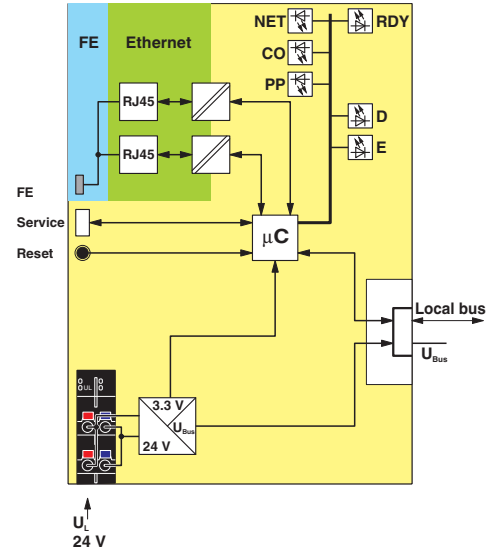 FE Ethernet
NET RDY
CO
PP
RJ45
D
RJ45
E
FE
Service
μC
Reset
Local bus
UBus
UL
3.3 V
UBus
24 V
UL
24 V